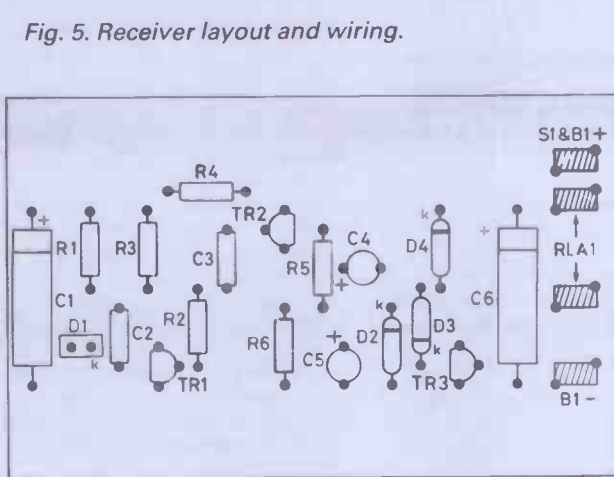 Fig. 5. Receiver layout and wiring.
S1&B1+
R4
TR2
k
+
+
R1
R3
C3
R5
C4
D4
RLA1
C1
+
C6
D1
C2
R2
k
D3
R6
+
C5
D2
k
k
TR1
TR3
B1-